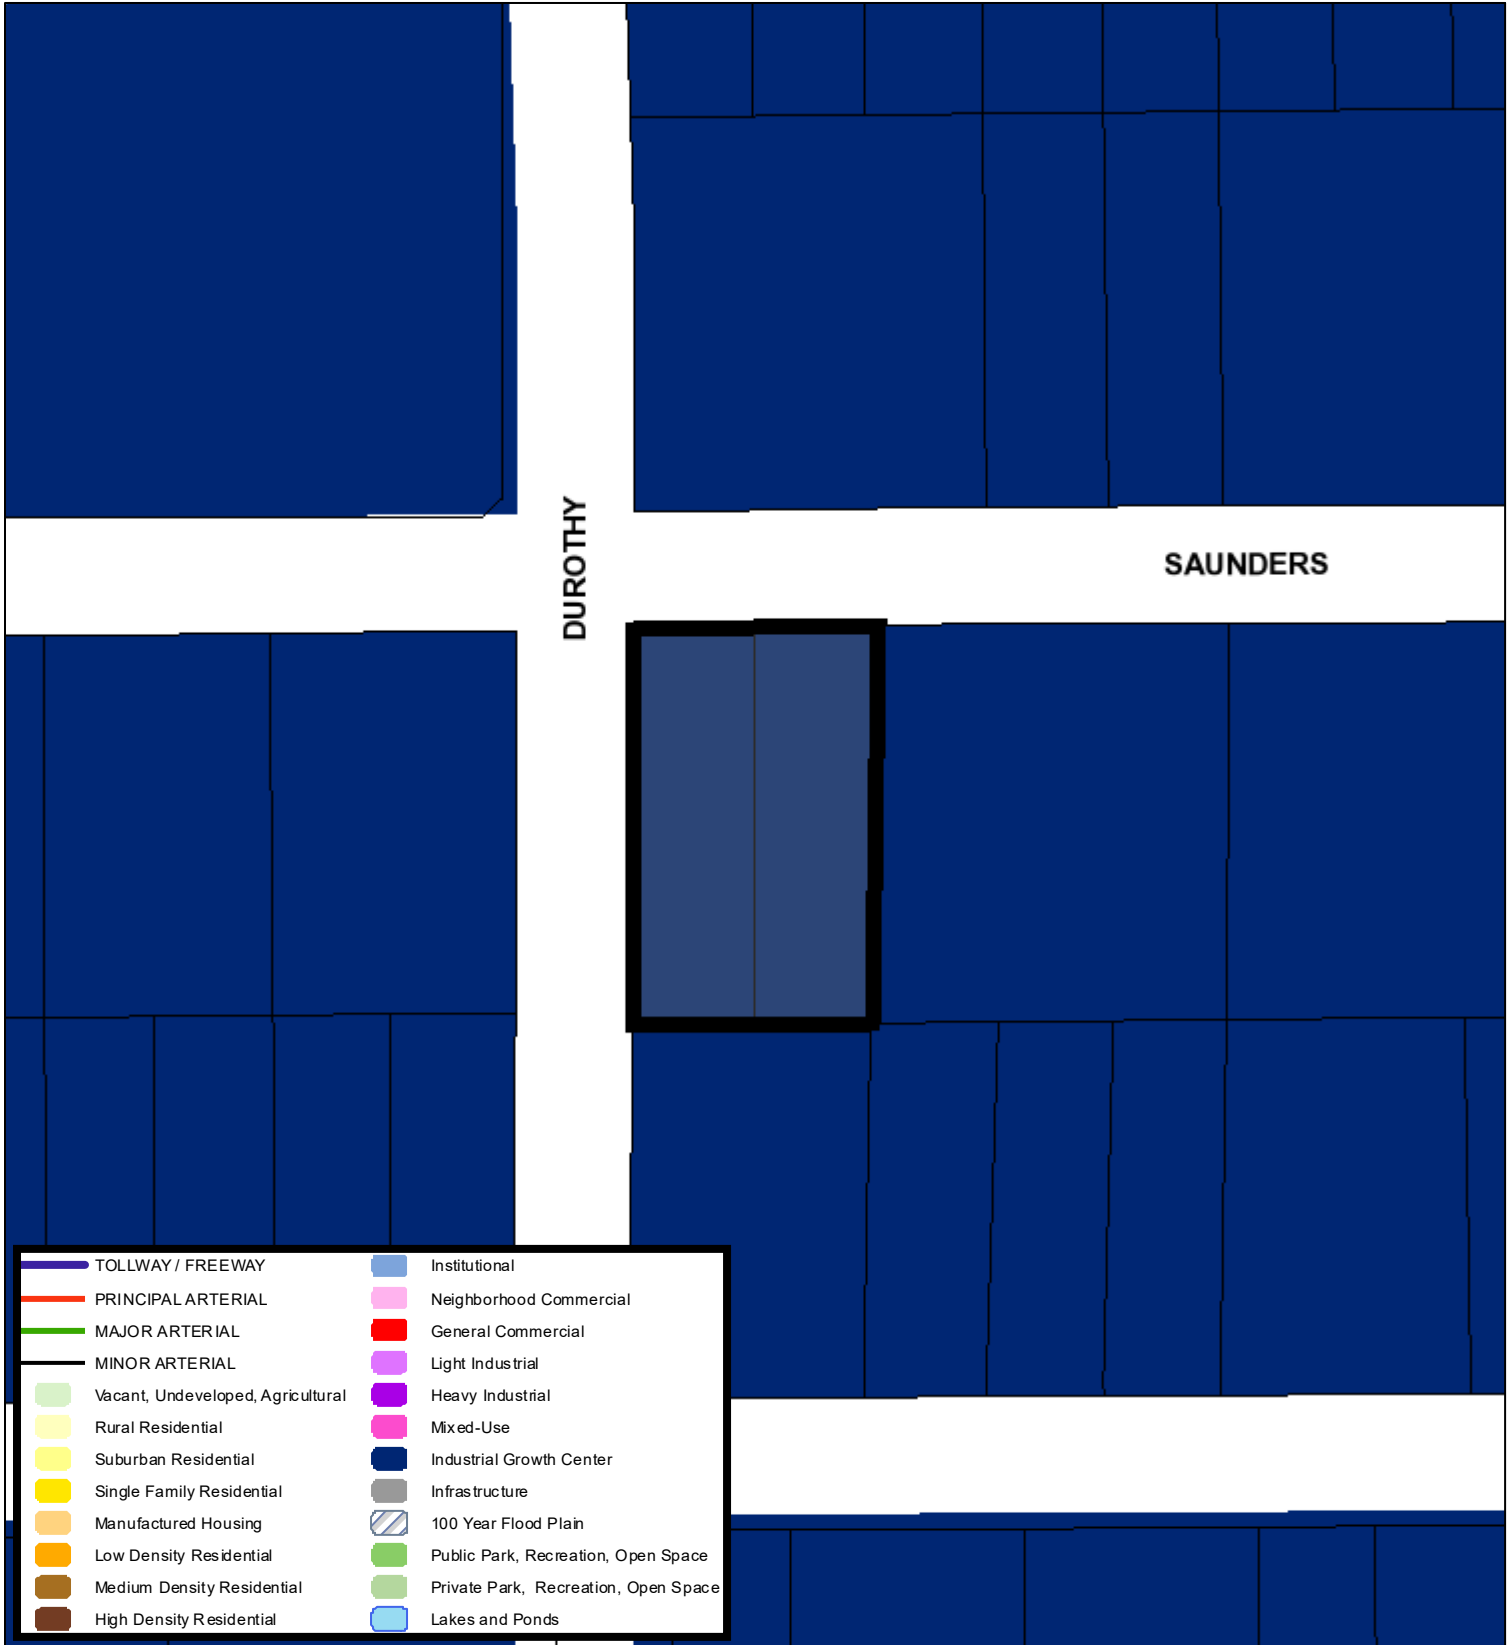 DUROTHY
SAUNDERS
TOLLWAY / FREEWAY
PRINCIPAL ARTERIAL
MAJOR ARTERIAL
MINOR ARTERIAL
Vacant, Undeveloped, Agricultural
Rural Residential
Suburban Residential
Single Family Residential
Manufactured Housing
Low Density Residential
Medium Density Residential
High Density Residential
Institutional
Neighborhood Commercial
General Commercial
Light Industrial
Heavy Industrial
Mixed-Use
Industrial Growth Center
Infrastructure
100 Year Flood Plain
Public Park, Recreation, Open Space
Private Park, Recreation, Open Space
Lakes and Ponds